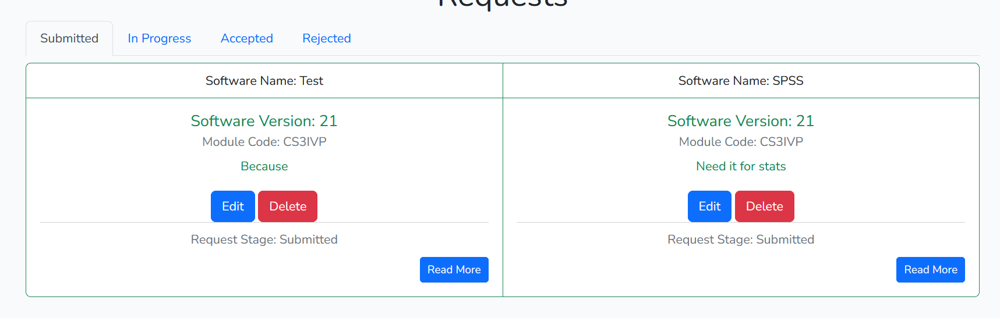 Requests
Submitted
In Progress
Accepted
Rejected
Software Name: Test
Software Version: 21
Module Code: CS3IVP
Because
Edit
Delete
Request Stage: Submitted
Read More
Software Name: SPSS
Software Version: 21
Module Code: CS3IVP
Need it for stats
Edit
Delete
Request Stage: Submitted
Read More